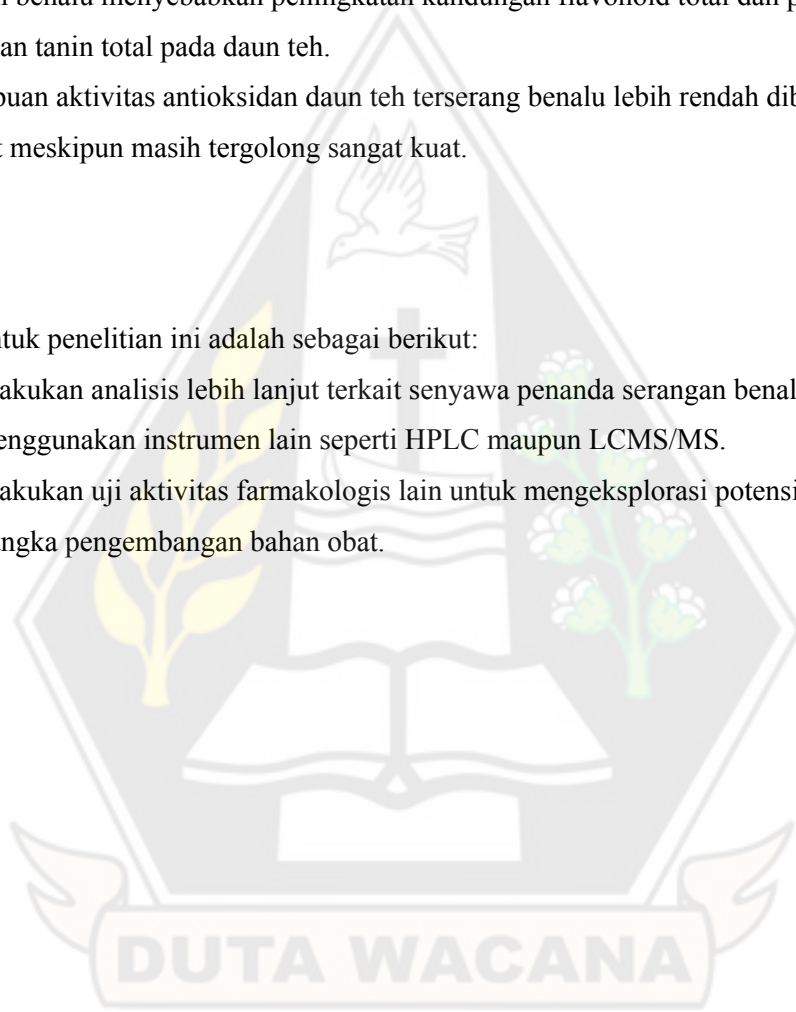 benalu menyebabkan peningkatan kandungan flavonoid total dan
an tanin total pada daun teh.
puan aktivitas antioksidan daun teh terserang benalu lebih rendah
meskipun masih tergolong sangat kuat.
tuk penelitian ini adalah sebagai berikut:
akukan analisis lebih lanjut terkait senyawa penanda serangan benal
enggunakan instrumen lain seperti HPLC maupun LCMS/MS.
akukan uji aktivitas farmakologis lain untuk mengeksplorasi potensi
ngka pengembangan bahan obat.
DUTA WACANA